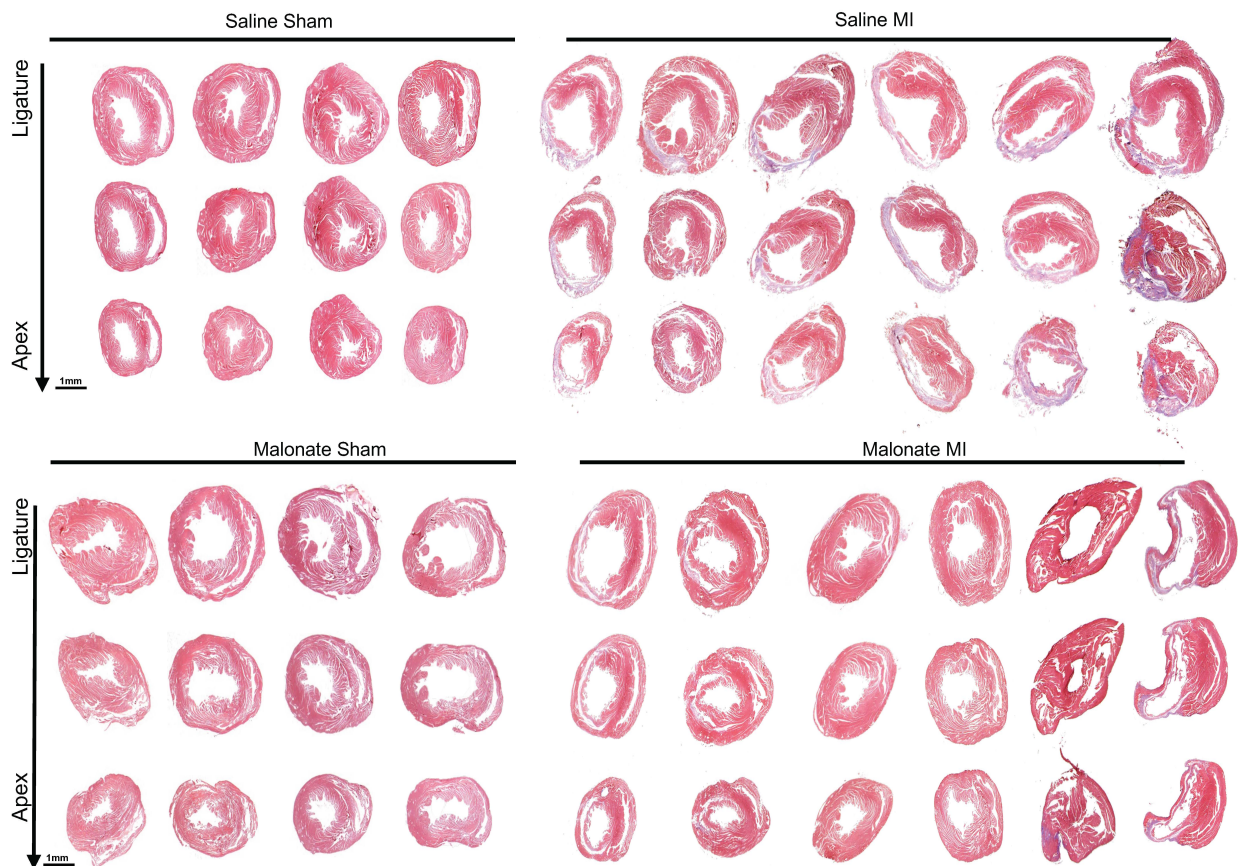 Saline Sham
Saline MI
Ligature
Apex
1mm
Malonate Sham
Malonate MI
Ligature
Apex
1mm